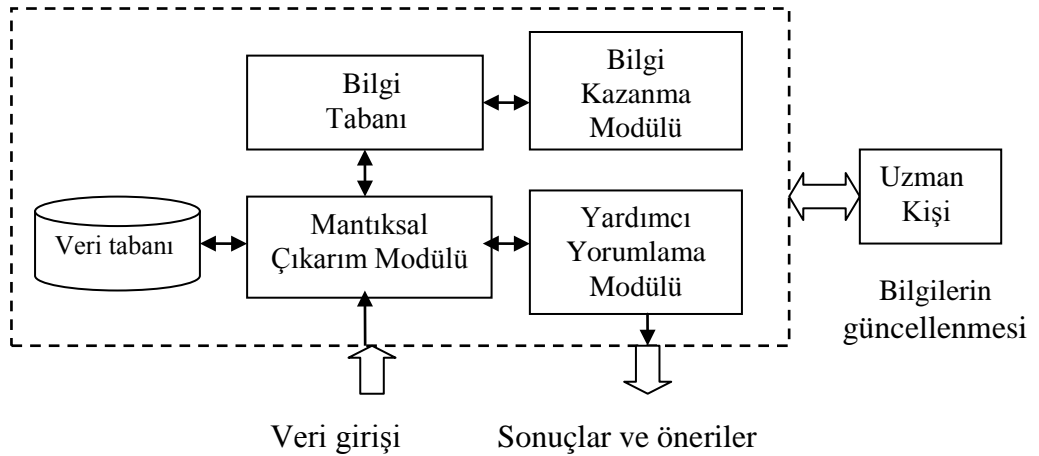 Bilgi
Tabanı
Bilgi
Kazanma
Modülü
Uzman
Kişi
Veri tabanı
Mantıksal
Çıkarım Modülü
Yardımcı
Yorumlama
Modülü
Bilgilerin
güncellenmesi
Veri girişi
Sonuçlar ve öneriler